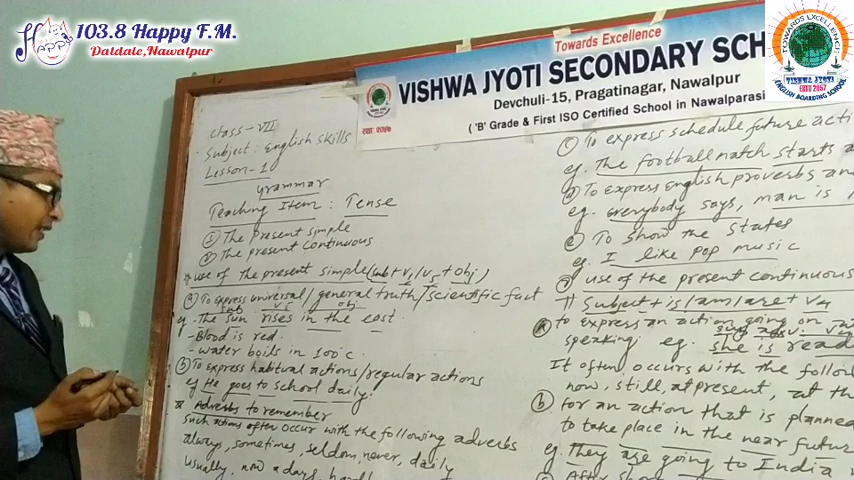 Happy
103.8 Happy F.M.
Daldale,Nawalpur
Towards Excellence
VISHWA JYOTI SECONDARY SCH
Devchuli-15, Pragatinagar, Nawalpur
( 'B' Grade & First ISO Certified School in Nawalparasi
स्थाः २०५७
TOWARDS EXCELLENCE
VISHWA JYOTI
ESTD 2057
ENGLISH BOARDING SCHOOL
Class - VIII
Subject: English skills
Lesson - 1
Grammar
Teaching Item : Tense
① The present simple
② The present continuous
* use of the present simple (sub + V1/V5 + obj)
ⓐ To express universal/general truth/scientific fact
sub V5 obj
eg. The sun rises in the east.
- Blood is red.
- water boils in 100°c.
ⓑ To express habitual actions/regular actions
eg He goes to school daily.
* Adverbs to remember
such actions often occur with the following adverbs
always, sometimes, seldom, never, daily
usually, now a days,
ⓒ To express schedule future acti
eg. The football match starts a
ⓓ To express English proverbs an
eg. everybody says, man is
ⓔ To show the states
eg. I like pop music
use of the present continuous
Subject + is/am/are + V4
ⓐ to express an action going on at
speaking. eg. she is read
It often occurs with the follow
now, still, at present, at th
ⓑ for an action that is planned
to take place in the near futur
eg. They are going to India